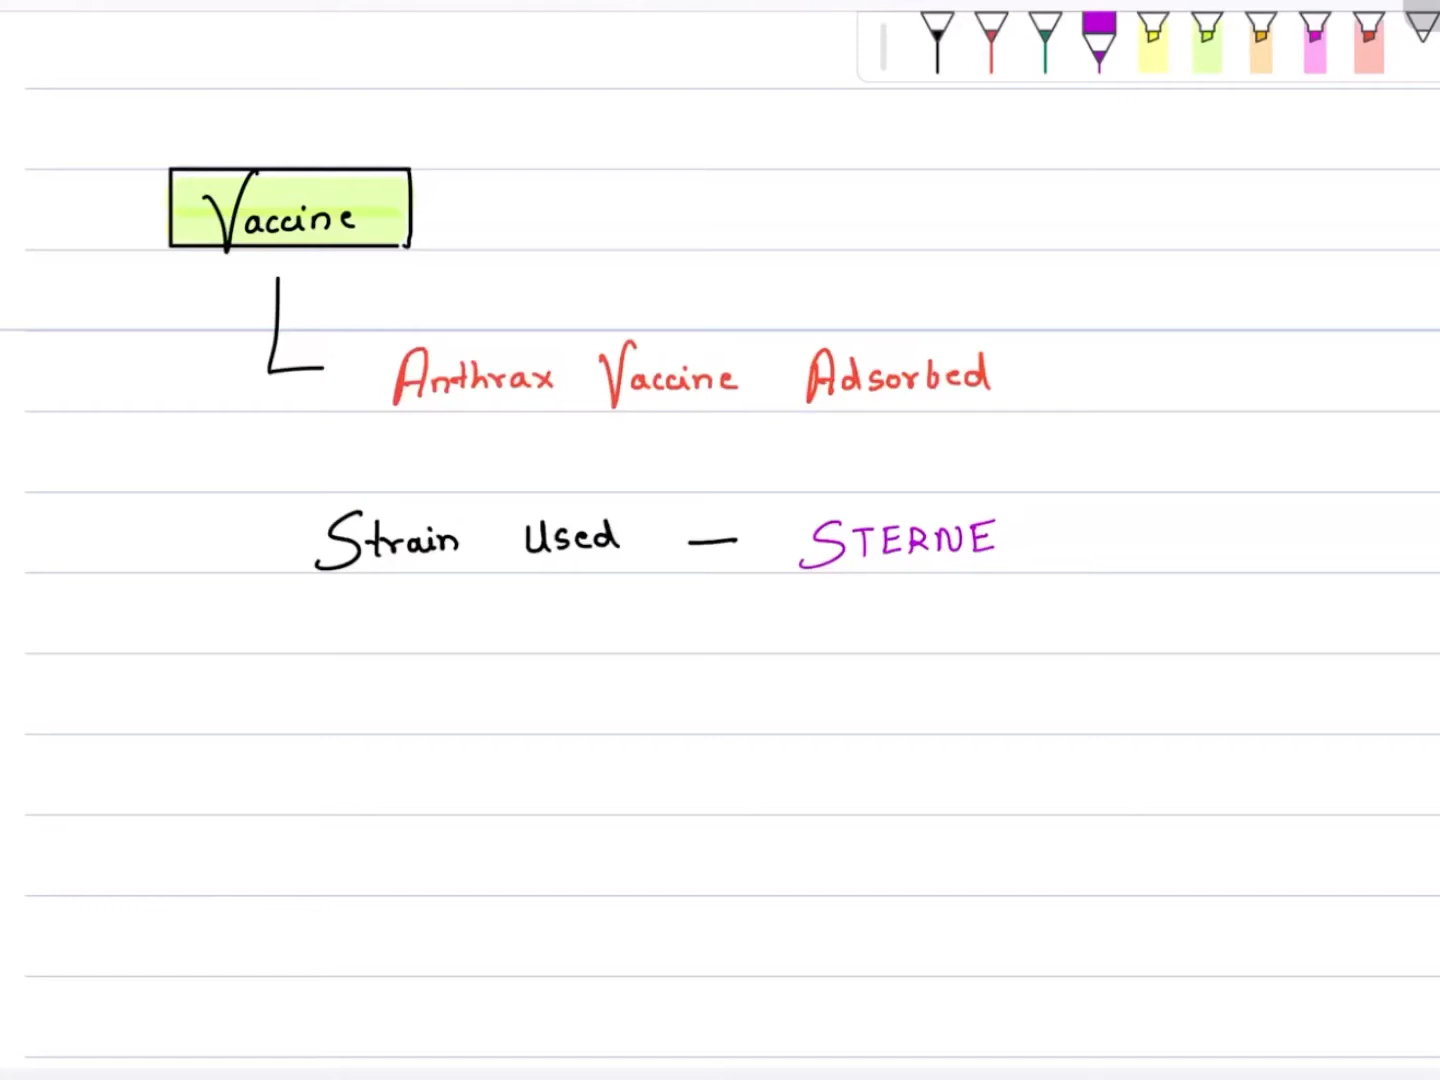 Vaccine
Anthrax Vaccine Adsorbed
Strain Used — STERNE